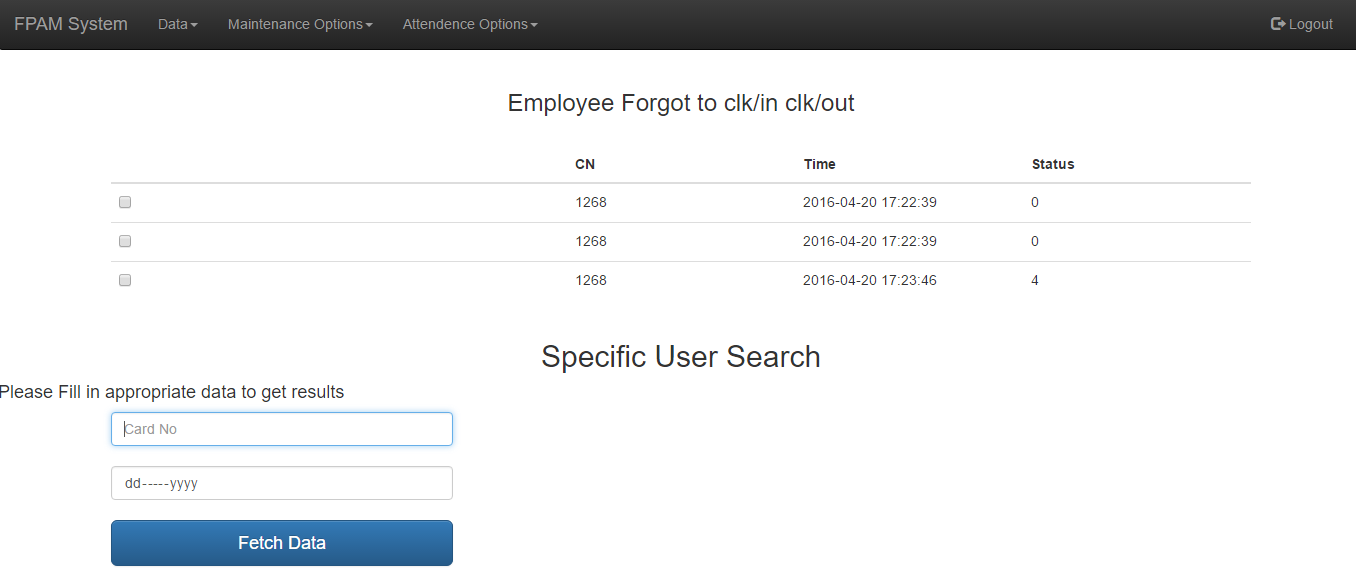 FPAM System Data Maintenance Options Attendence Options Logout
Employee Forgot to clk/in clk/out
CN Time Status
1268 2016-04-20 17:22:39 0
1268 2016-04-20 17:22:39 0
1268 2016-04-20 17:23:46 4
Specific User Search
Please Fill in appropriate data to get results
Card No
dd-----yyyy
Fetch Data